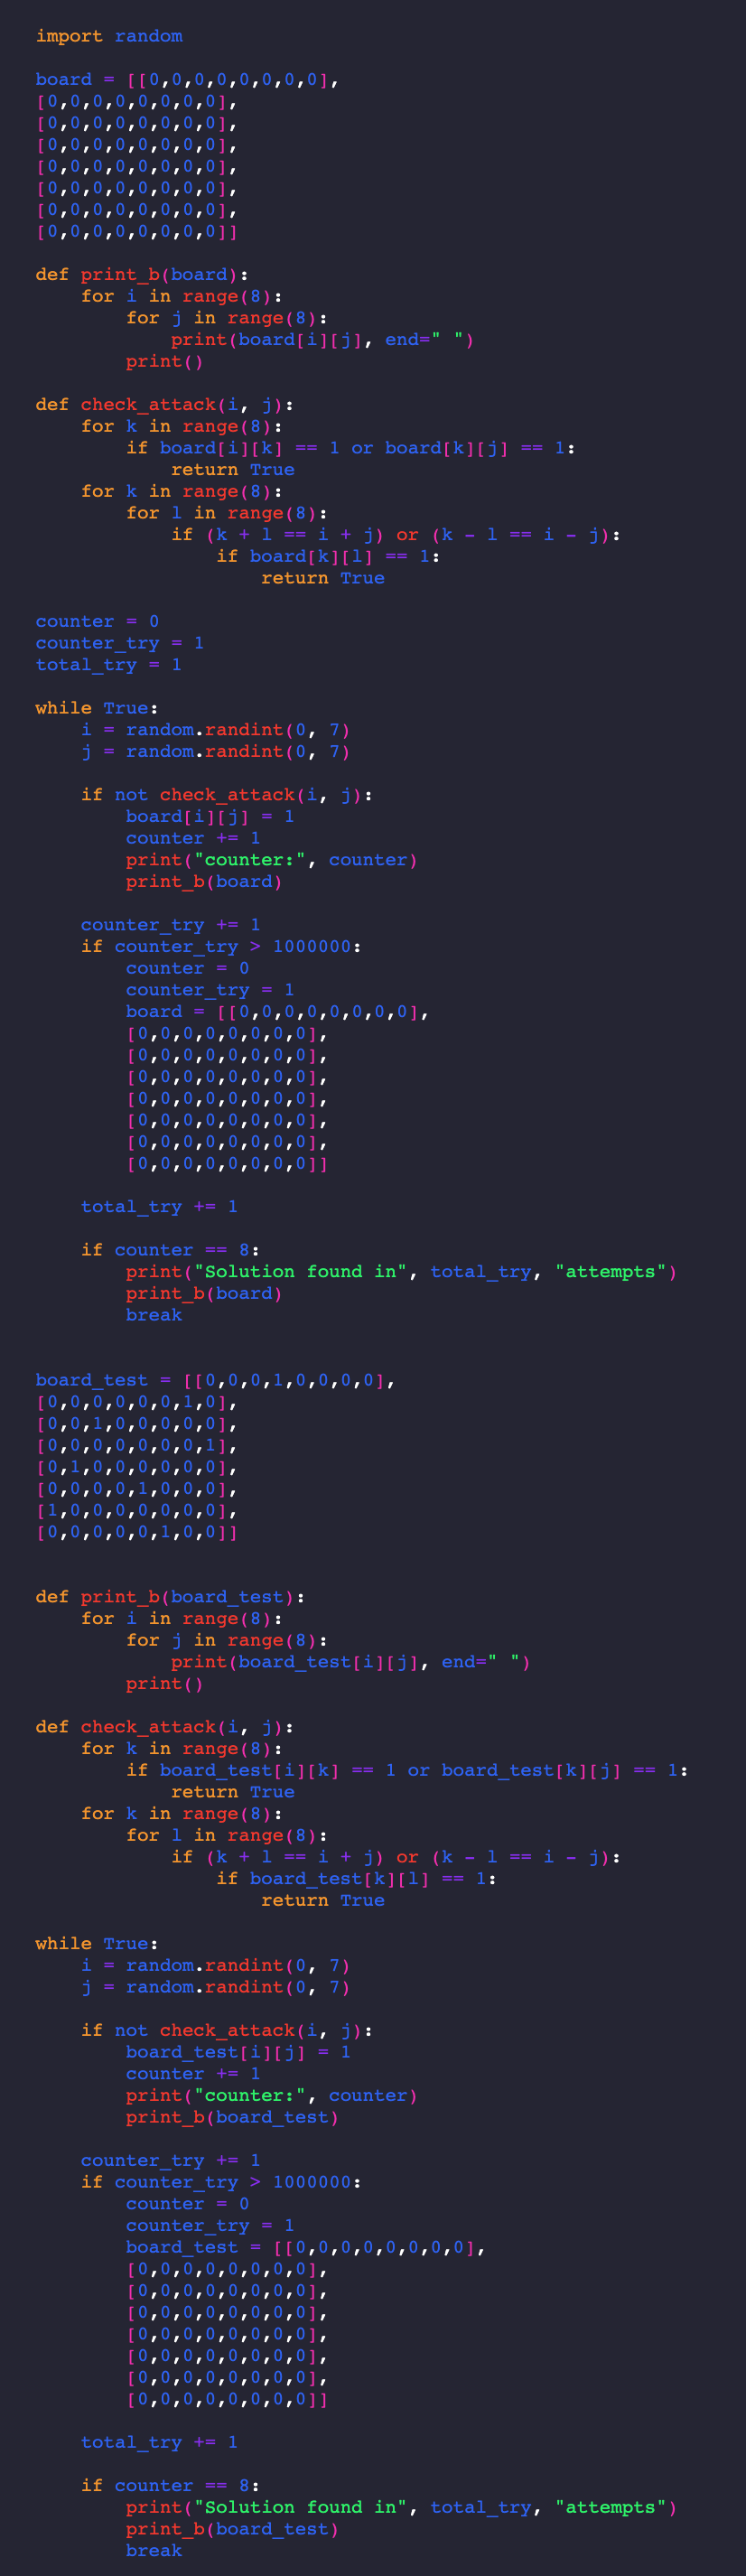 import random

board = [[0,0,0,0,0,0,0,0],
[0,0,0,0,0,0,0,0],
[0,0,0,0,0,0,0,0],
[0,0,0,0,0,0,0,0],
[0,0,0,0,0,0,0,0],
[0,0,0,0,0,0,0,0],
[0,0,0,0,0,0,0,0],
[0,0,0,0,0,0,0,0]]

def print_b(board):
    for i in range(8):
        for j in range(8):
            print(board[i][j], end=" ")
        print()

def check_attack(i, j):
    for k in range(8):
        if board[i][k] == 1 or board[k][j] == 1:
            return True
    for k in range(8):
        for l in range(8):
            if (k + l == i + j) or (k - l == i - j):
                if board[k][l] == 1:
                    return True

counter = 0
counter_try = 1
total_try = 1

while True:
    i = random.randint(0, 7)
    j = random.randint(0, 7)

    if not check_attack(i, j):
        board[i][j] = 1
        counter += 1
        print("counter:", counter)
        print_b(board)

    counter_try += 1
    if counter_try > 1000000:
        counter = 0
        counter_try = 1
        board = [[0,0,0,0,0,0,0,0],
        [0,0,0,0,0,0,0,0],
        [0,0,0,0,0,0,0,0],
        [0,0,0,0,0,0,0,0],
        [0,0,0,0,0,0,0,0],
        [0,0,0,0,0,0,0,0],
        [0,0,0,0,0,0,0,0],
        [0,0,0,0,0,0,0,0]]

    total_try += 1

    if counter == 8:
        print("Solution found in", total_try, "attempts")
        print_b(board)
        break


board_test = [[0,0,0,1,0,0,0,0],
[0,0,0,0,0,0,1,0],
[0,0,1,0,0,0,0,0],
[0,0,0,0,0,0,0,1],
[0,1,0,0,0,0,0,0],
[0,0,0,0,1,0,0,0],
[1,0,0,0,0,0,0,0],
[0,0,0,0,0,1,0,0]]


def print_b(board_test):
    for i in range(8):
        for j in range(8):
            print(board_test[i][j], end=" ")
        print()

def check_attack(i, j):
    for k in range(8):
        if board_test[i][k] == 1 or board_test[k][j] == 1:
            return True
    for k in range(8):
        for l in range(8):
            if (k + l == i + j) or (k - l == i - j):
                if board_test[k][l] == 1:
                    return True

while True:
    i = random.randint(0, 7)
    j = random.randint(0, 7)

    if not check_attack(i, j):
        board_test[i][j] = 1
        counter += 1
        print("counter:", counter)
        print_b(board_test)

    counter_try += 1
    if counter_try > 1000000:
        counter = 0
        counter_try = 1
        board_test = [[0,0,0,0,0,0,0,0],
        [0,0,0,0,0,0,0,0],
        [0,0,0,0,0,0,0,0],
        [0,0,0,0,0,0,0,0],
        [0,0,0,0,0,0,0,0],
        [0,0,0,0,0,0,0,0],
        [0,0,0,0,0,0,0,0],
        [0,0,0,0,0,0,0,0]]

    total_try += 1

    if counter == 8:
        print("Solution found in", total_try, "attempts")
        print_b(board_test)
        break